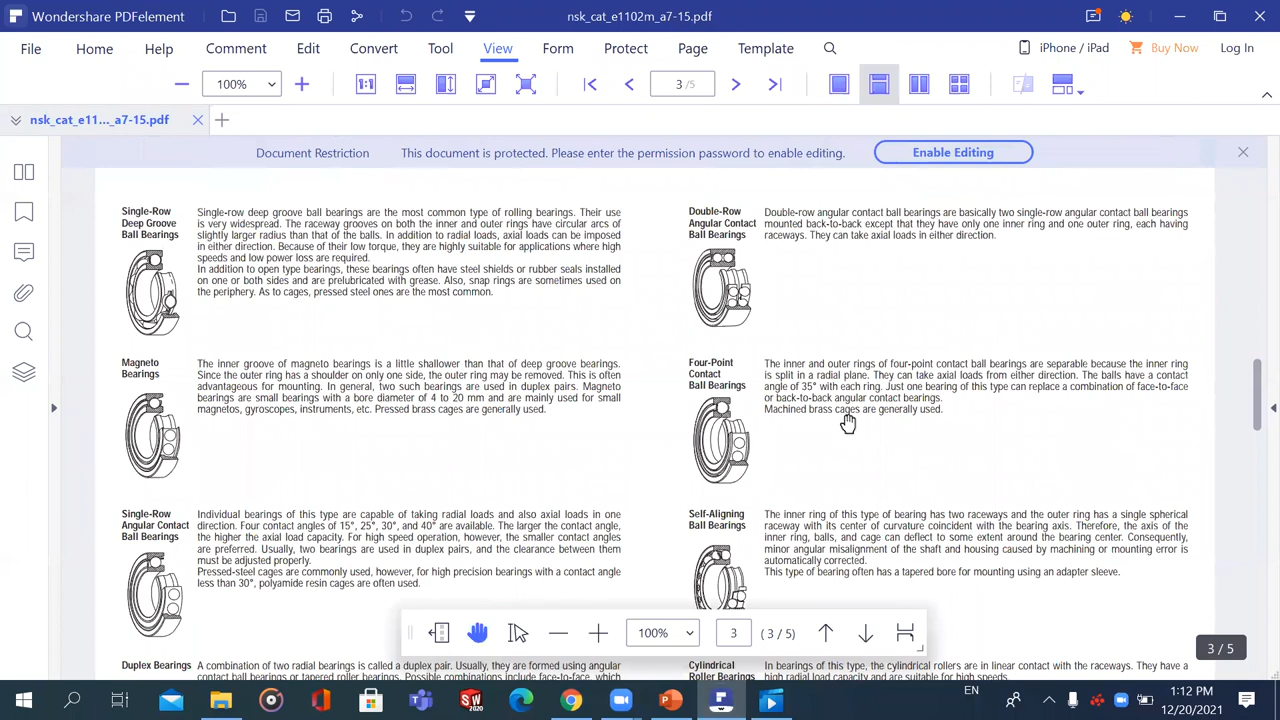 Wondershare PDFelement
nsk_cat_e1102m_a7-15.pdf
File Home Help Comment Edit Convert Tool View Form Protect Page Template
iPhone / iPad Buy Now Log In
100% 1:1 3 /5
nsk_cat_e11..._a7-15.pdf
Document Restriction This document is protected. Please enter the permission password to enable editing. Enable Editing
Single-Row
Deep Groove
Ball Bearings
Single-row deep groove ball bearings are the most common type of rolling bearings. Their use
is very widespread. The raceway grooves on both the inner and outer rings have circular arcs of
slightly larger radius than that of the balls. In addition to radial loads, axial loads can be imposed
in either direction. Because of their low torque, they are highly suitable for applications where high
speeds and low power loss are required.
In addition to open type bearings, these bearings often have steel shields or rubber seals installed
on one or both sides and are prelubricated with grease. Also, snap rings are sometimes used on
the periphery. As to cages, pressed steel ones are the most common.
Magneto
Bearings
The inner groove of magneto bearings is a little shallower than that of deep groove bearings.
Since the outer ring has a shoulder on only one side, the outer ring may be removed. This is often
advantageous for mounting. In general, two such bearings are used in duplex pairs. Magneto
bearings are small bearings with a bore diameter of 4 to 20 mm and are mainly used for small
magnetos, gyroscopes, instruments, etc. Pressed brass cages are generally used.
Single-Row
Angular Contact
Ball Bearings
Individual bearings of this type are capable of taking radial loads and also axial loads in one
direction. Four contact angles of 15°, 25°, 30°, and 40° are available. The larger the contact angle,
the higher the axial load capacity. For high speed operation, however, the smaller contact angles
are preferred. Usually, two bearings are used in duplex pairs, and the clearance between them
must be adjusted properly.
Pressed-steel cages are commonly used, however, for high precision bearings with a contact angle
less than 30°, polyamide resin cages are often used.
Duplex Bearings
A combination of two radial bearings is called a duplex pair. Usually, they are formed using angular
contact ball bearings or tapered roller bearings. Possible combinations include face-to-face, which
Double-Row
Angular Contact
Ball Bearings
Double-row angular contact ball bearings are basically two single-row angular contact ball bearings
mounted back-to-back except that they have only one inner ring and one outer ring, each having
raceways. They can take axial loads in either direction.
Four-Point
Contact
Ball Bearings
The inner and outer rings of four-point contact ball bearings are separable because the inner ring
is split in a radial plane. They can take axial loads from either direction. The balls have a contact
angle of 35° with each ring. Just one bearing of this type can replace a combination of face-to-face
or back-to-back angular contact bearings.
Machined brass cages are generally used.
Self-Aligning
Ball Bearings
The inner ring of this type of bearing has two raceways and the outer ring has a single spherical
raceway with its center of curvature coincident with the bearing axis. Therefore, the axis of the
inner ring, balls, and cage can deflect to some extent around the bearing center. Consequently,
minor angular misalignment of the shaft and housing caused by machining or mounting error is
automatically corrected.
This type of bearing often has a tapered bore for mounting using an adapter sleeve.
Cylindrical
Roller Bearings
In bearings of this type, the cylindrical rollers are in linear contact with the raceways. They have a
high radial load capacity and are suitable for high speeds.
100% 3 ( 3 / 5 )
3 / 5
SW
2020
EN
1:12 PM
12/20/2021